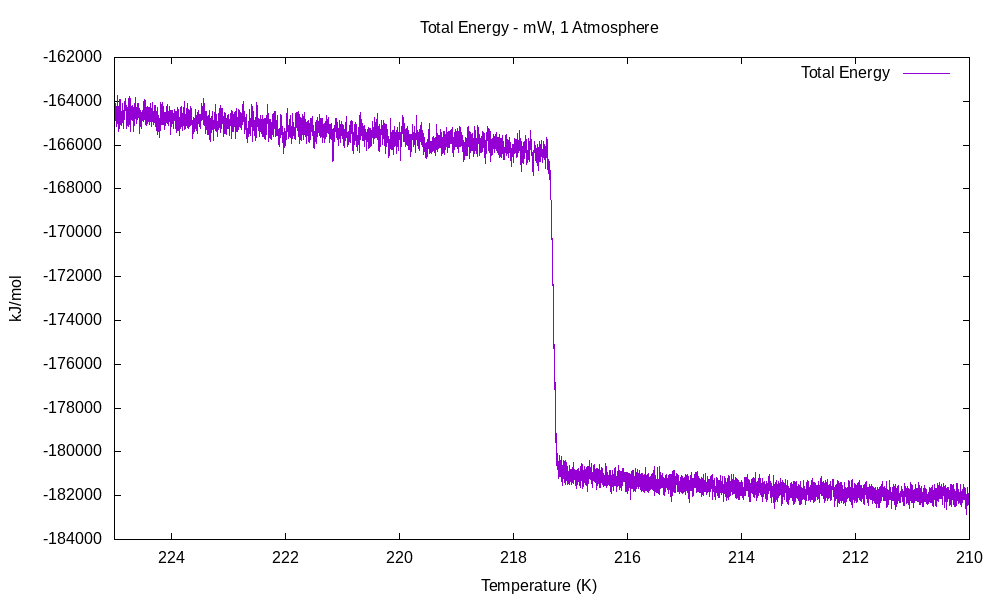 Total Energy - mW, 1 Atmosphere
Total Energy
-162000
-164000
-166000
-168000
-170000
-172000
-174000
-176000
-178000
-180000
-182000
-184000
kJ/mol
224 222 220 218 216 214 212 210
Temperature (K)